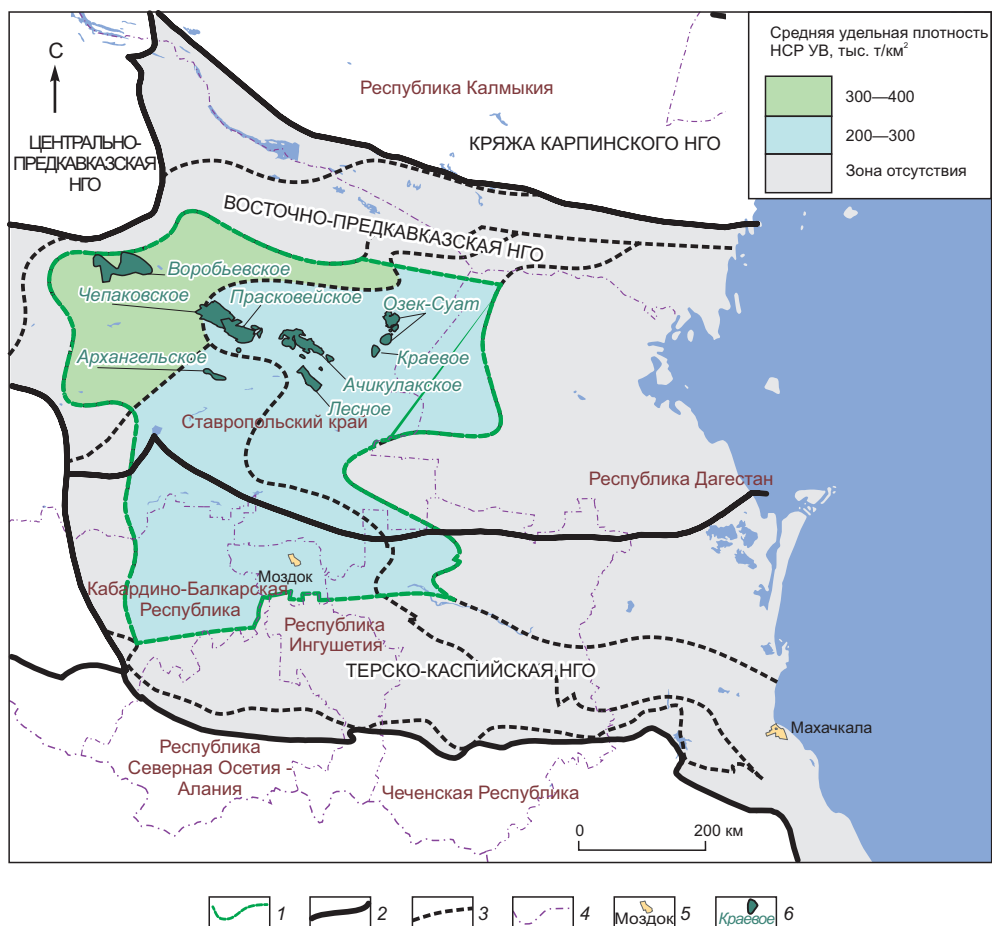 С
Средняя удельная плотность
НСР УВ, тыс. т/км²
300—400
200—300
Зона отсутствия
Республика Калмыкия
КРЯЖА КАРПИНСКОГО НГО
ЦЕНТРАЛЬНО-
ПРЕДКАВКАЗСКАЯ
НГО
ВОСТОЧНО-ПРЕДКАВКАЗСКАЯ НГО
Воробьевское
Чепаковское
Прасковейское
Озек-Суат
Архангельское
Краевое
Ачикулакское
Лесное
Ставропольский край
Республика Дагестан
Моздок
Кабардино-Балкарская
Республика
Республика
Ингушетия
ТЕРСКО-КАСПИЙСКАЯ НГО
Махачкала
Республика
Северная Осетия -
Алания
Чеченская Республика
0 200 км
1 2 3 4 Моздок 5 Краевое 6